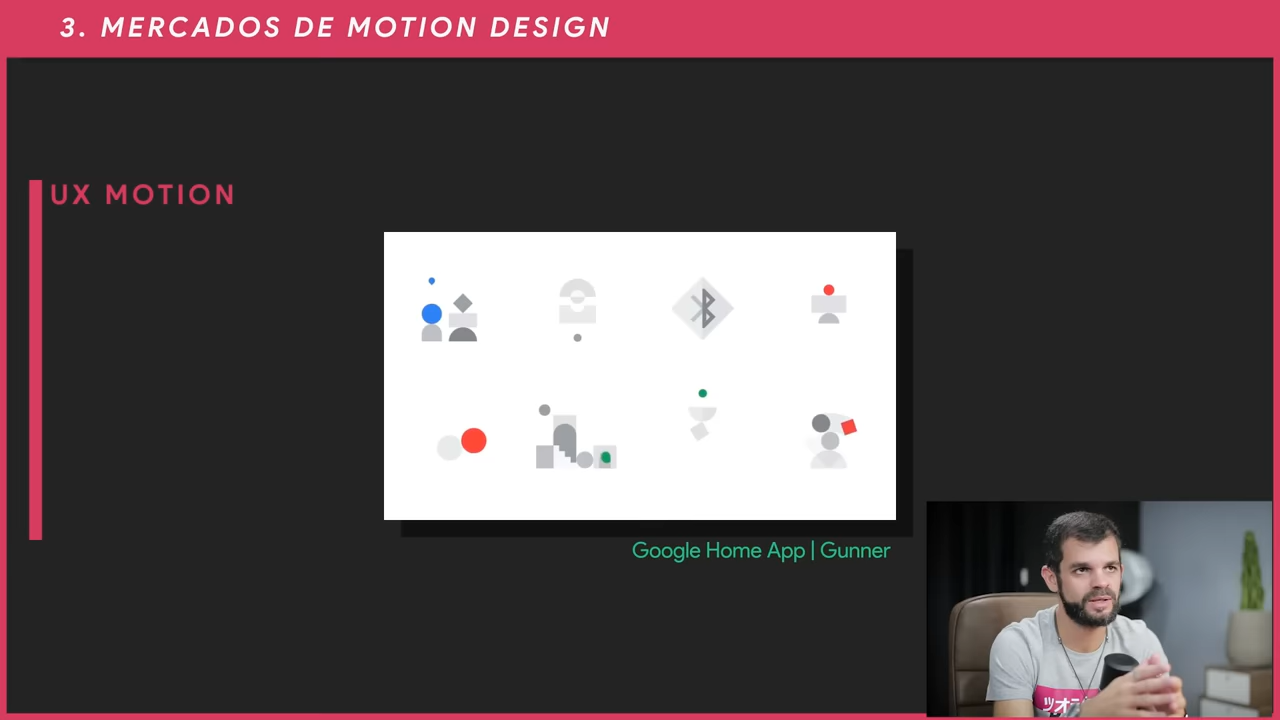 3. MERCADOS DE MOTION DESIGN
UX MOTION
Google Home App | Gunner